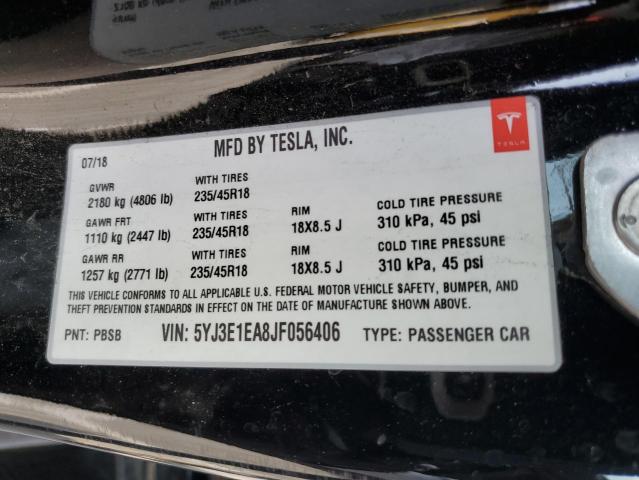 MFD BY TESLA, INC.
TESLA
07/18
GVWR WITH TIRES
2180 kg (4806 lb) 235/45R18
GAWR FRT WITH TIRES RIM COLD TIRE PRESSURE
1110 kg (2447 lb) 235/45R18 18X8.5 J 310 kPa, 45 psi
GAWR RR WITH TIRES RIM COLD TIRE PRESSURE
1257 kg (2771 lb) 235/45R18 18X8.5 J 310 kPa, 45 psi
THIS VEHICLE CONFORMS TO ALL APPLICABLE U.S. FEDERAL MOTOR VEHICLE SAFETY, BUMPER, AND
THEFT PREVENTION STANDARDS IN EFFECT ON THE DATE OF MANUFACTURE SHOWN ABOVE.
PNT: PBSB VIN: 5YJ3E1EA8JF056406 TYPE: PASSENGER CAR